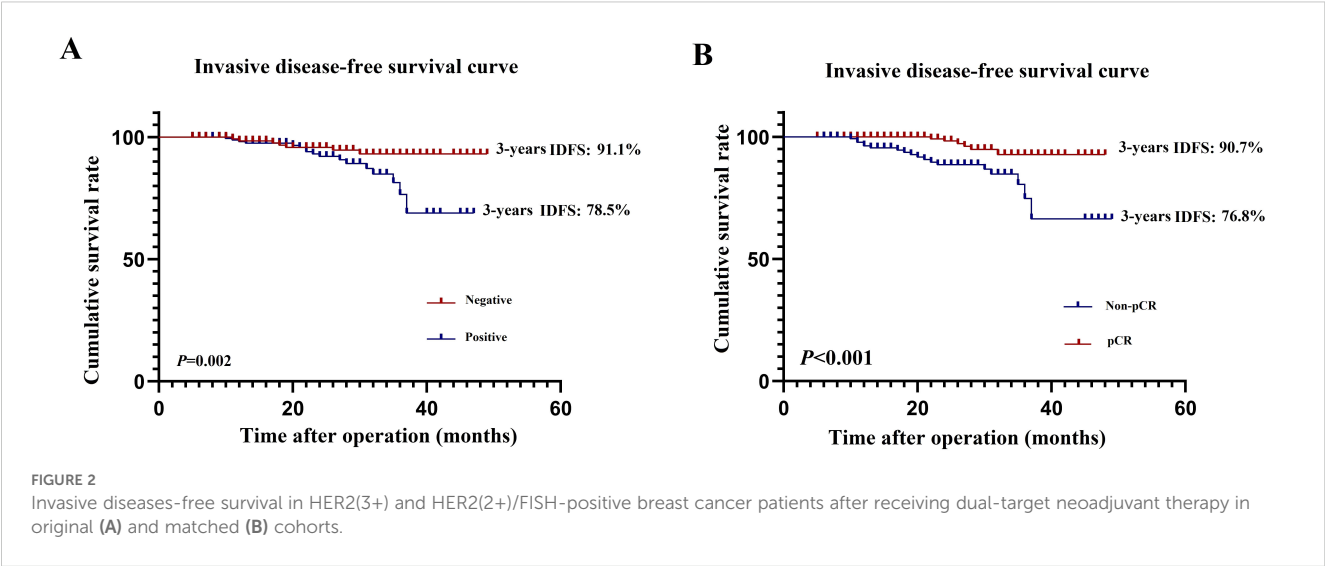 A
Invasive disease-free survival curve
Cumulative survival rate
100
50
0
0
20
40
60
3-years IDFS: 91.1%
3-years IDFS: 78.5%
Negative
Positive
P=0.002
Time after operation (months)
B
Invasive disease-free survival curve
Cumulative survival rate
100
50
0
0
20
40
60
3-years IDFS: 90.7%
3-years IDFS: 76.8%
Non-pCR
pCR
P<0.001
Time after operation (months)
FIGURE 2
Invasive diseases-free survival in HER2(3+) and HER2(2+)/FISH-positive breast cancer patients after receiving dual-target neoadjuvant therapy in
original (A) and matched (B) cohorts.